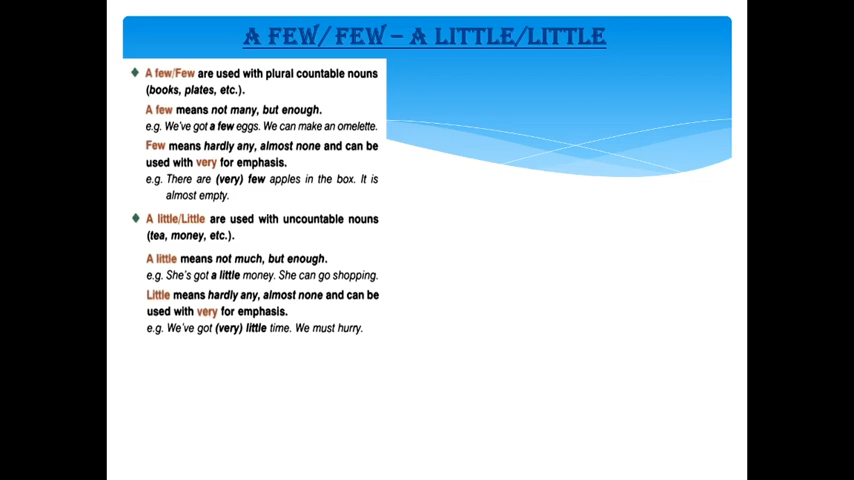 A FEW/ FEW – A LITTLE/LITTLE
A few/Few are used with plural countable nouns
(books, plates, etc.).
A few means not many, but enough.
e.g. We've got a few eggs. We can make an omelette.
Few means hardly any, almost none and can be
used with very for emphasis.
e.g. There are (very) few apples in the box. It is
almost empty.
A little/Little are used with uncountable nouns
(tea, money, etc.).
A little means not much, but enough.
e.g. She's got a little money. She can go shopping.
Little means hardly any, almost none and can be
used with very for emphasis.
e.g. We've got (very) little time. We must hurry.